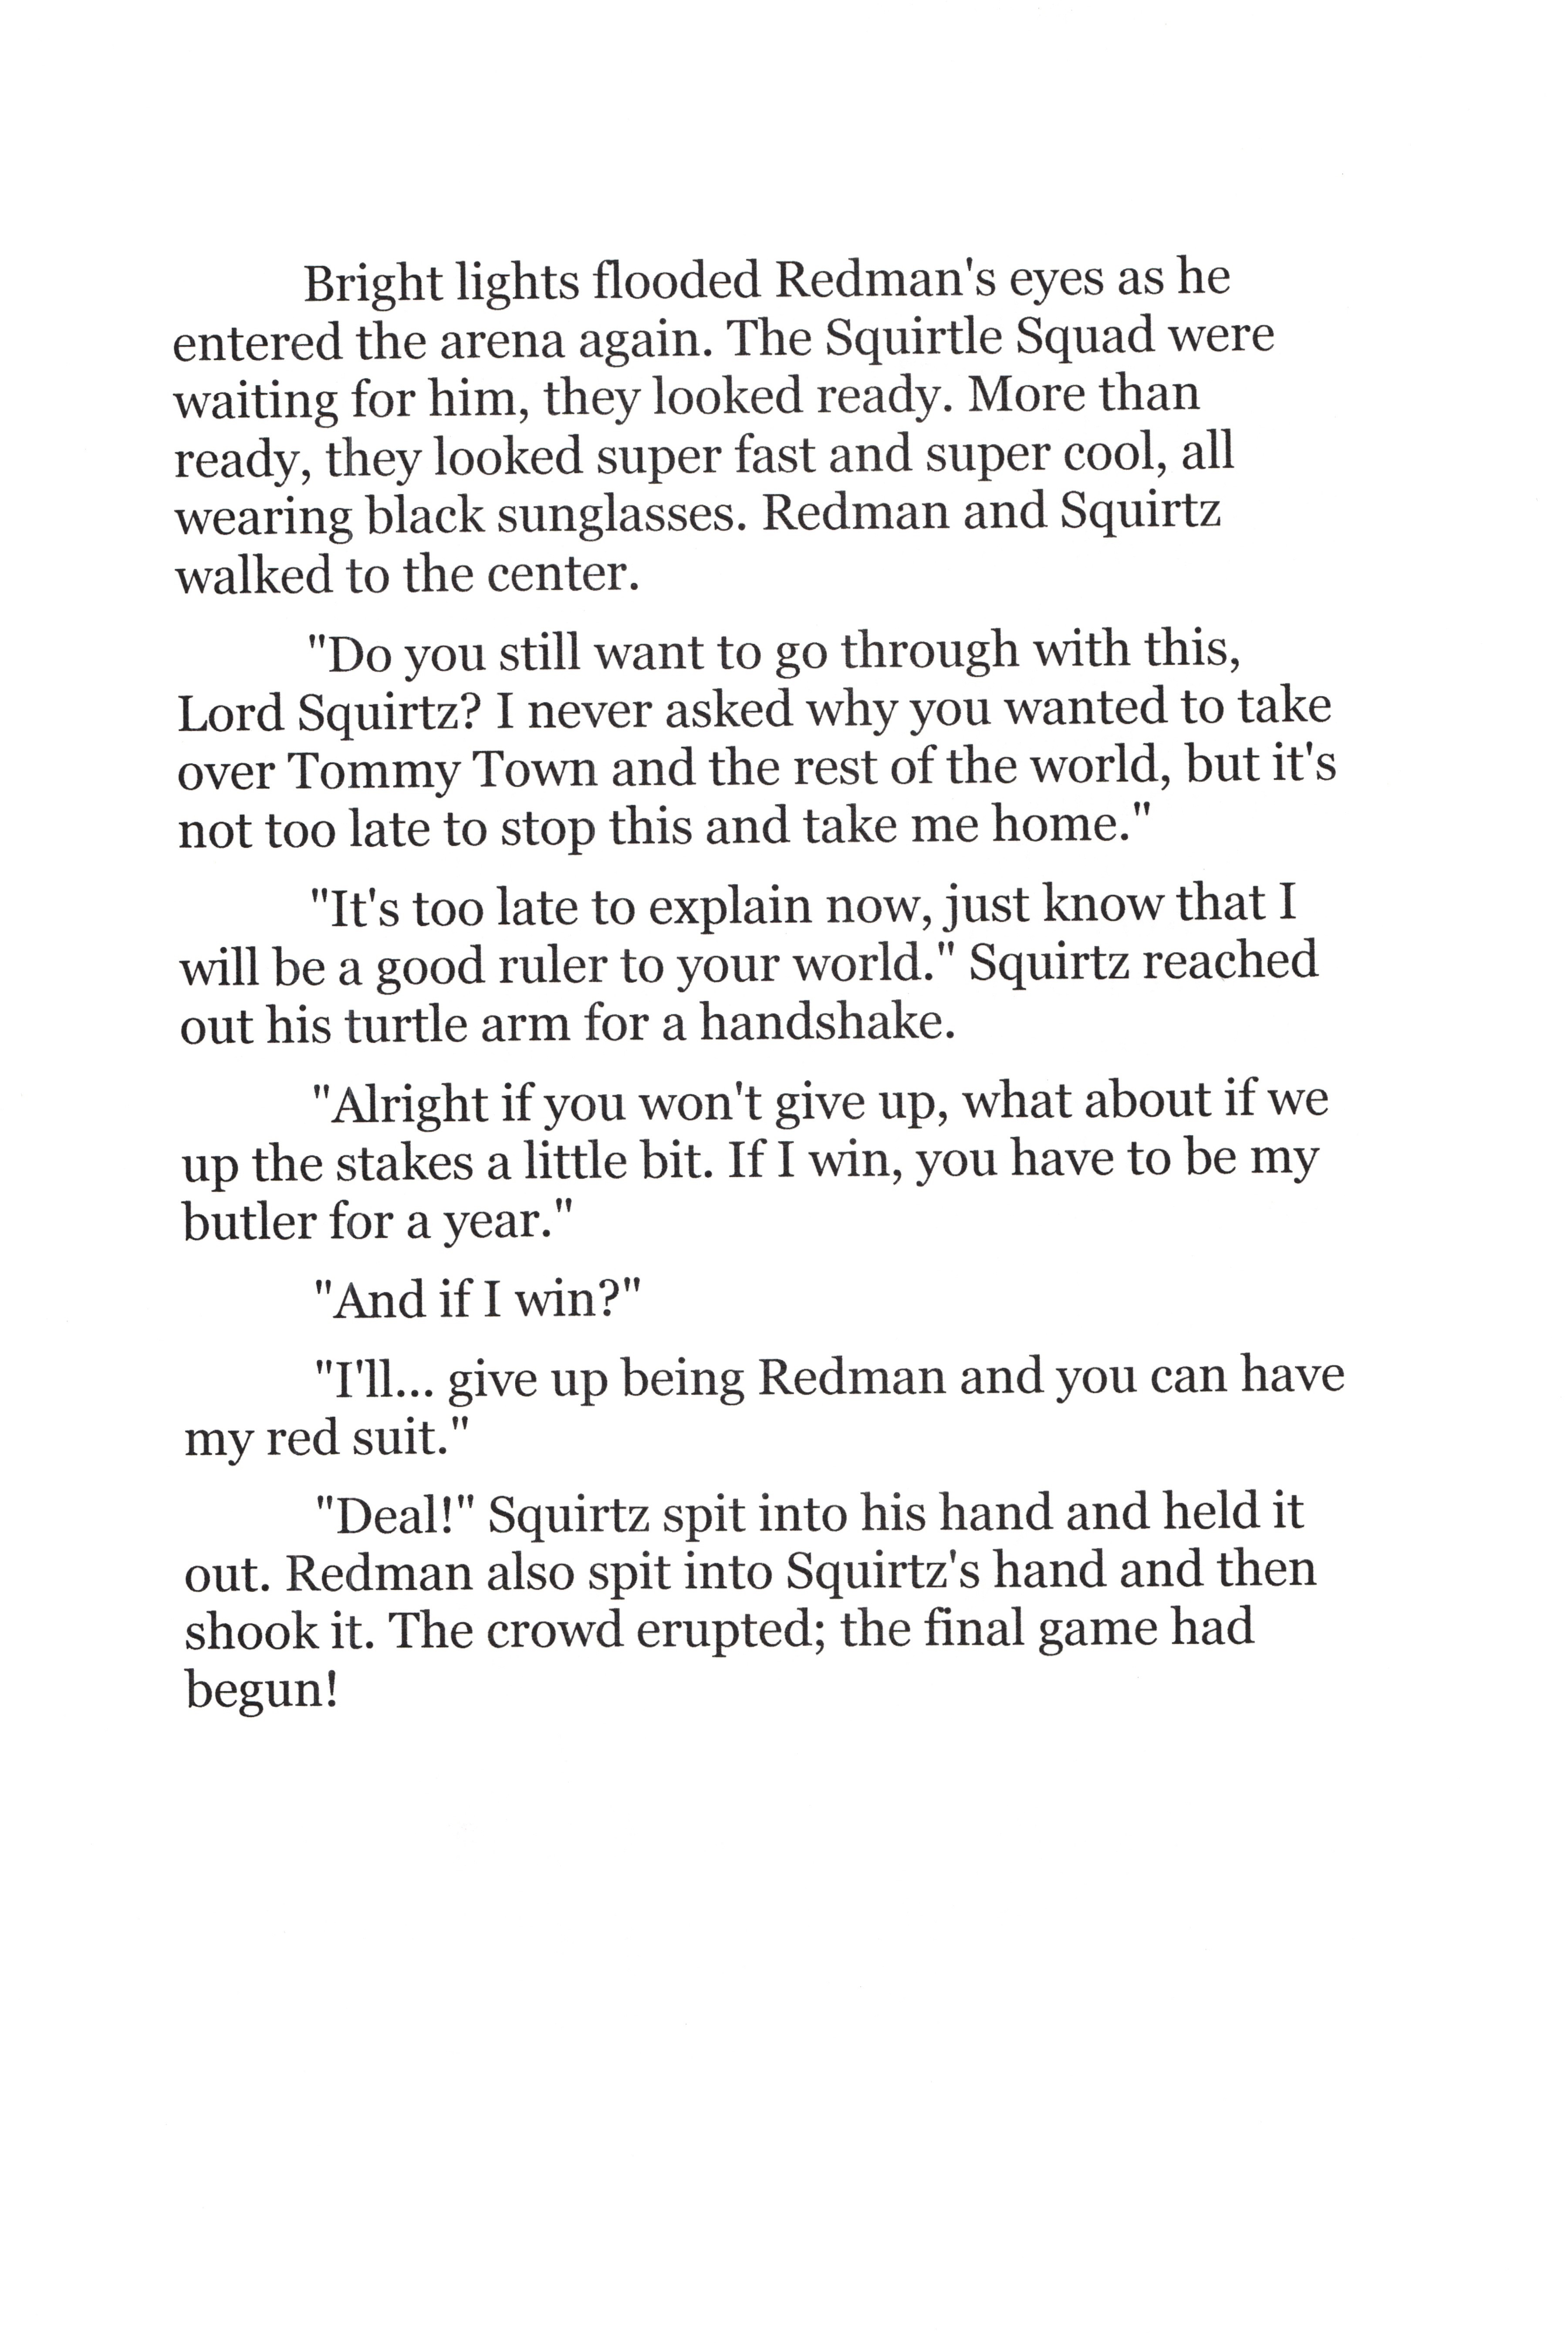 Bright lights flooded Redman's eyes as he
entered the arena again. The Squirtle Squad were
waiting for him, they looked ready. More than
ready, they looked super fast and super cool, all
wearing black sunglasses. Redman and Squirtz
walked to the center.
"Do you still want to go through with this,
Lord Squirtz? I never asked why you wanted to take
over Tommy Town and the rest of the world, but it's
not too late to stop this and take me home."
"It's too late to explain now, just know that I
will be a good ruler to your world." Squirtz reached
out his turtle arm for a handshake.
"Alright if you won't give up, what about if we
up the stakes a little bit. If I win, you have to be my
butler for a year."
"And if I win?"
"I'll... give up being Redman and you can have
my red suit."
"Deal!" Squirtz spit into his hand and held it
out. Redman also spit into Squirtz's hand and then
shook it. The crowd erupted; the final game had
begun!